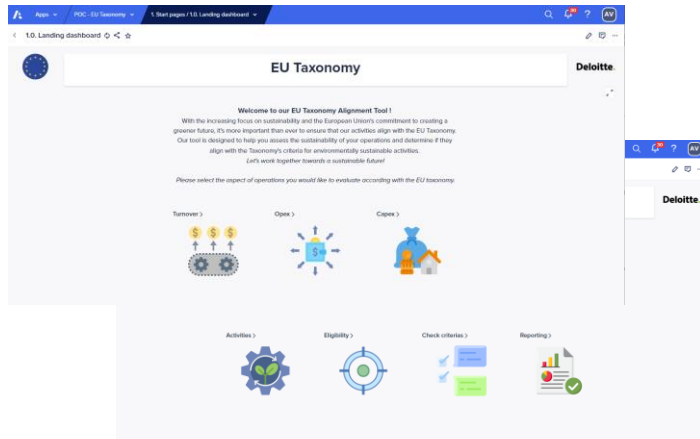 Apps
POC - EU Taxonomy
1. Start pages / 1.0. Landing dashboard
? AV
1.0. Landing dashboard
EU Taxonomy
Deloitte.
Welcome to our EU Taxonomy Alignment Tool !
With the increasing focus on sustainability and the European Union's commitment to creating a
greener future, it's more important than ever to ensure that our activities align with the EU Taxonomy.
Our tool is designed to help you assess the sustainability of your operations and determine if they
align with the Taxonomy's criteria for environmentally sustainable activities.
Let's work together towards a sustainable future!
Please select the aspect of operations you would like to evaluate according with the EU taxonomy.
Turnover >
Opex >
Capex >
? AV
Deloitte.
Activities >
Eligibility >
Check criterias >
Reporting >